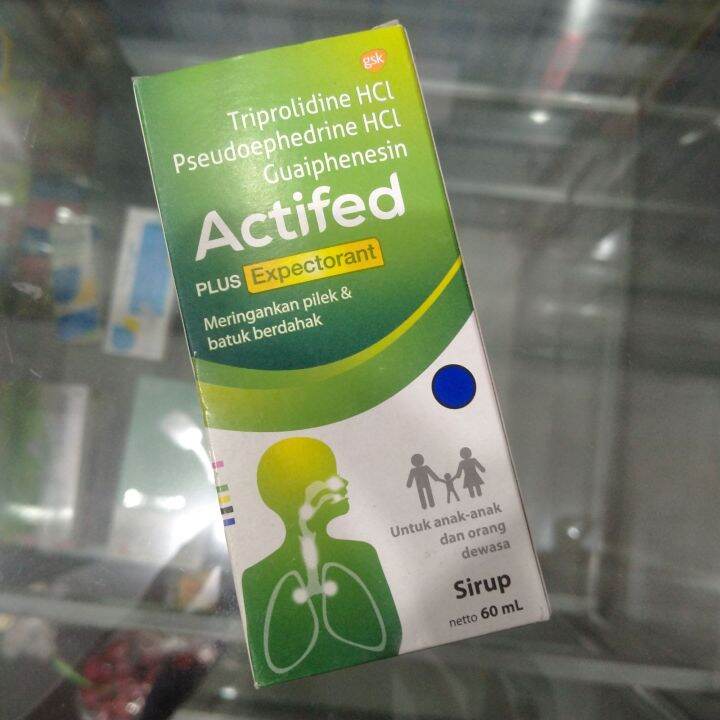 gsk
Triprolidine HCl
Pseudoephedrine HCl
Guaiphenesin
Actifed
PLUS Expectorant
Meringankan pilek &
batuk berdahak
Untuk anak-anak
dan orang
dewasa
Sirup
netto 60 mL